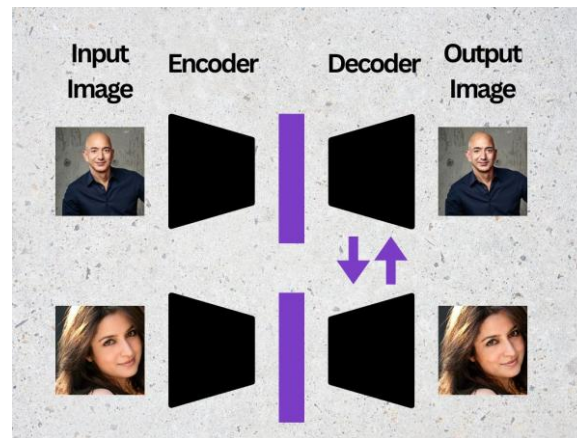 Input
Image
Encoder
Decoder
Output
Image